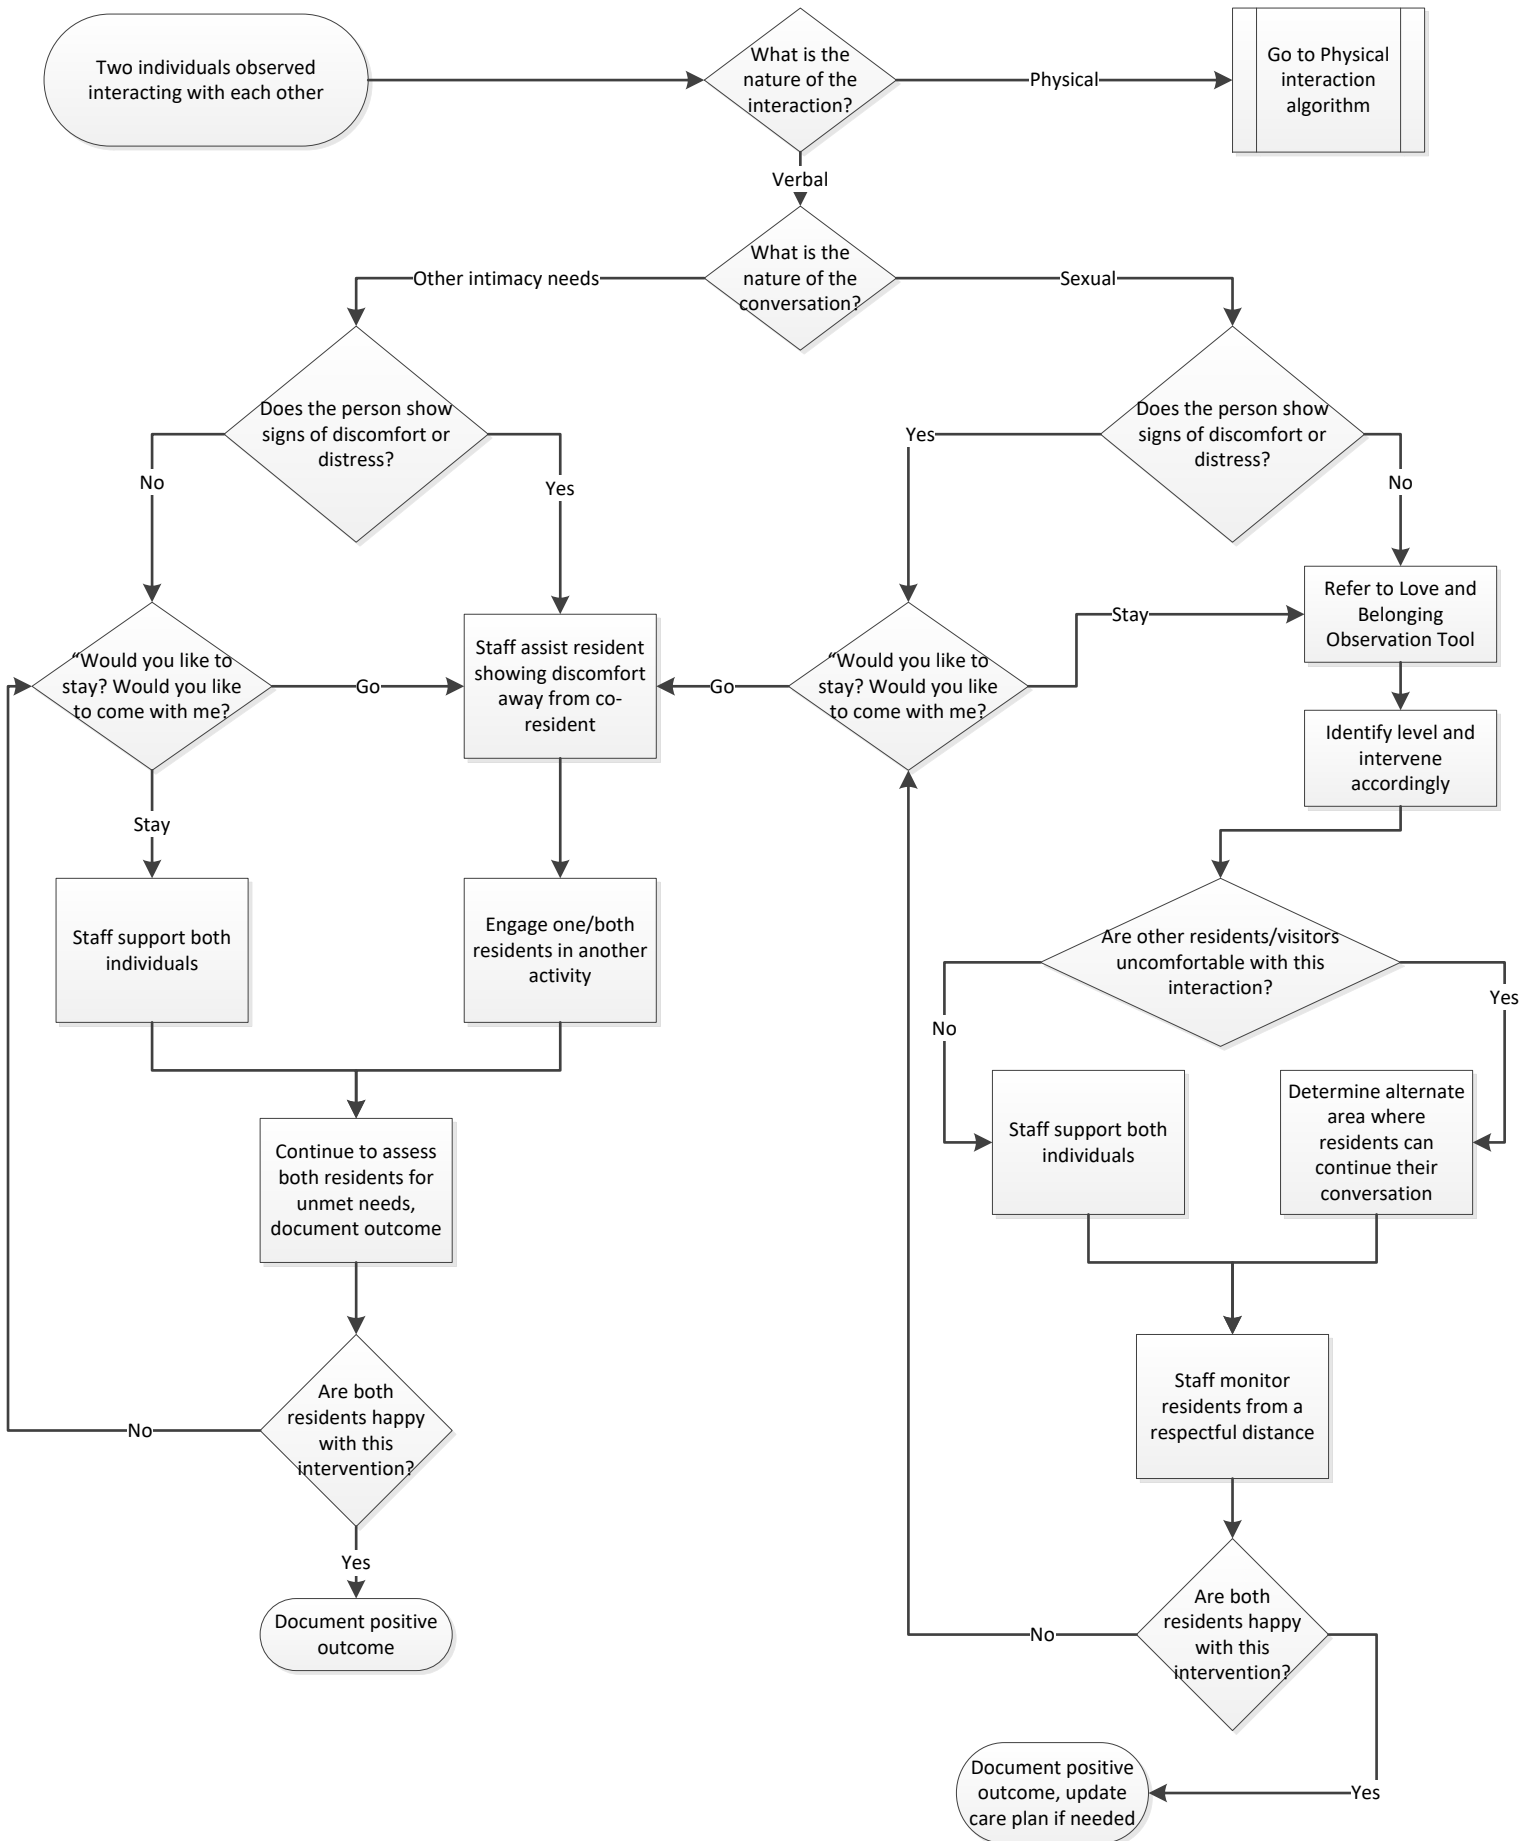 Two individuals observed
interacting with each other
What is the
nature of the
interaction?
Physical
Go to Physical
interaction
algorithm
Verbal
What is the
nature of the
conversation?
Other intimacy needs
Sexual
Does the person show
signs of discomfort or
distress?
No
Yes
Does the person show
signs of discomfort or
distress?
Yes
No
“Would you like to
stay? Would you like
to come with me?
Go
Staff assist resident
showing discomfort
away from co-
resident
Go
“Would you like to
stay? Would you like
to come with me?
Stay
Refer to Love and
Belonging
Observation Tool
Identify level and
intervene
accordingly
Stay
Staff support both
individuals
Engage one/both
residents in another
activity
Are other residents/visitors
uncomfortable with this
interaction?
No
Yes
Staff support both
individuals
Determine alternate
area where
residents can
continue their
conversation
Continue to assess
both residents for
unmet needs,
document outcome
Staff monitor
residents from a
respectful distance
Are both
residents happy
with this
intervention?
No
Yes
Document positive
outcome
Are both
residents happy
with this
intervention?
No
Yes
Document positive
outcome, update
care plan if needed